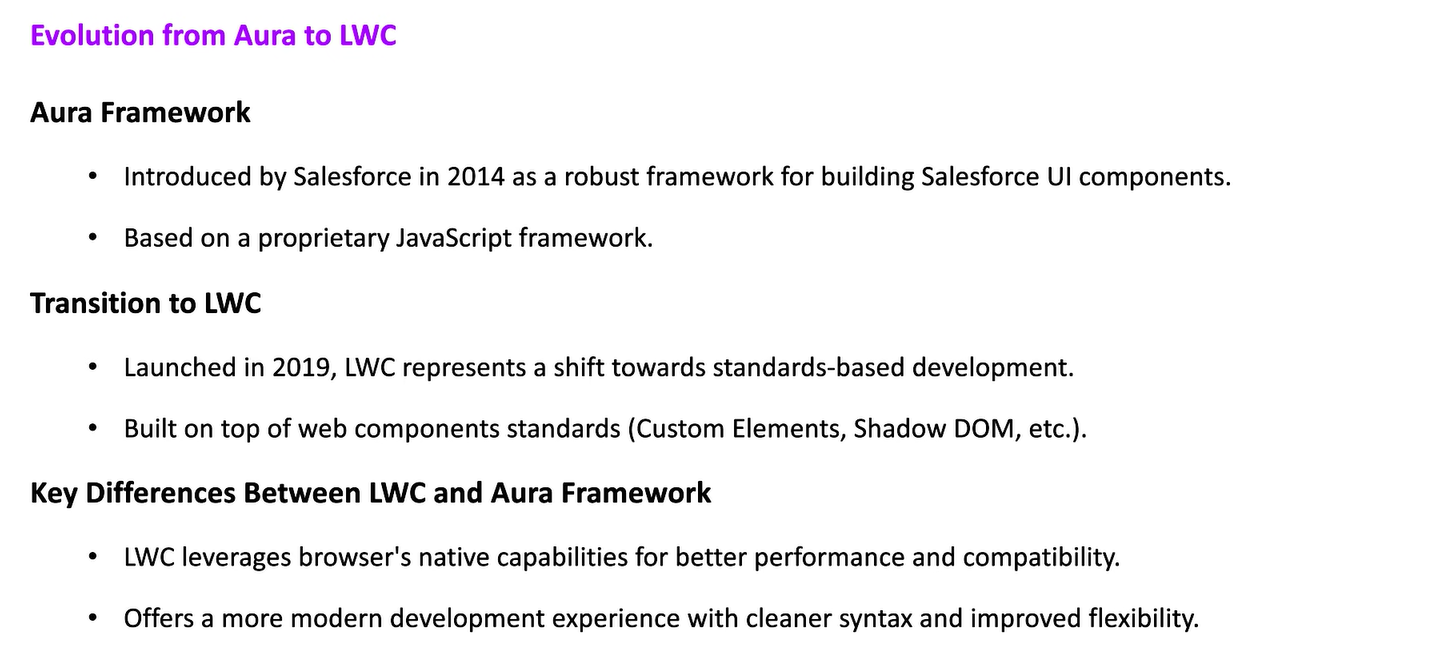 Evolution from Aura to LWC
Aura Framework
• Introduced by Salesforce in 2014 as a robust framework for building Salesforce UI components.
• Based on a proprietary JavaScript framework.
Transition to LWC
• Launched in 2019, LWC represents a shift towards standards-based development.
• Built on top of web components standards (Custom Elements, Shadow DOM, etc.).
Key Differences Between LWC and Aura Framework
• LWC leverages browser's native capabilities for better performance and compatibility.
• Offers a more modern development experience with cleaner syntax and improved flexibility.